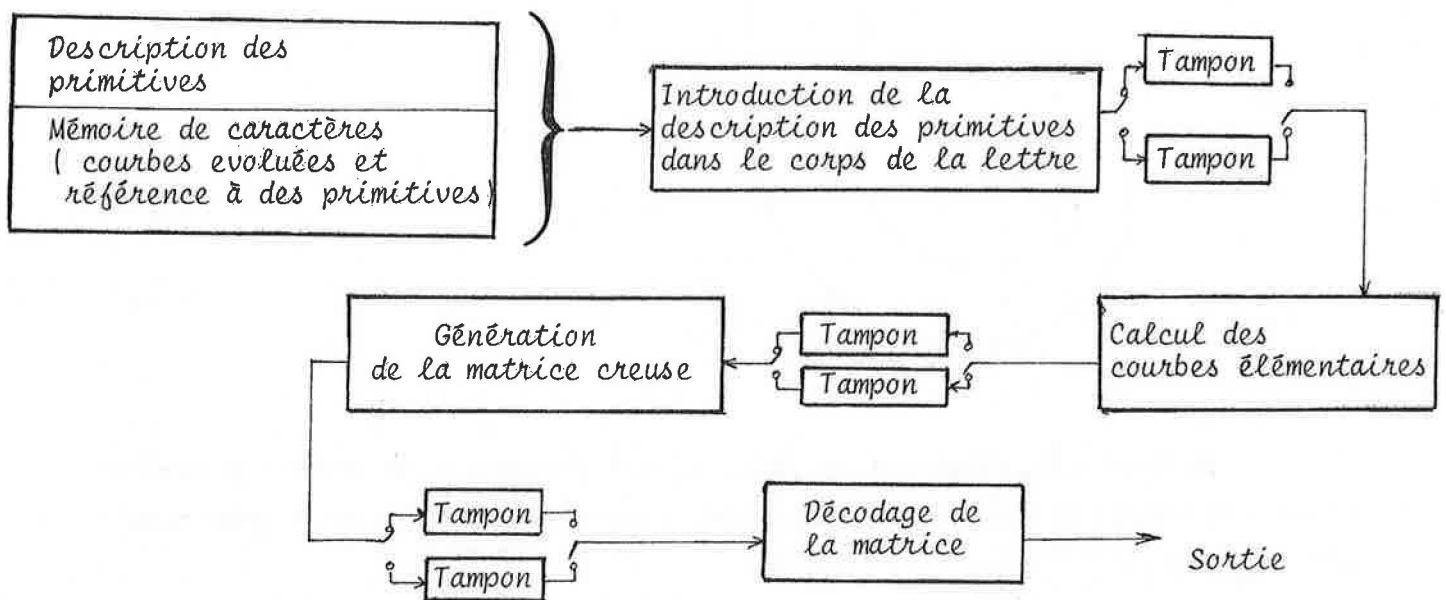 Description des
primitives
Mémoire de caractères
( courbes evoluées et
référence à des primitives)
Introduction de la
description des primitives
dans le corps de la lettre
Tampon
Tampon
Calcul des
courbes élémentaires
Tampon
Tampon
Génération
de la matrice creuse
Tampon
Tampon
Décodage de
la matrice
Sortie